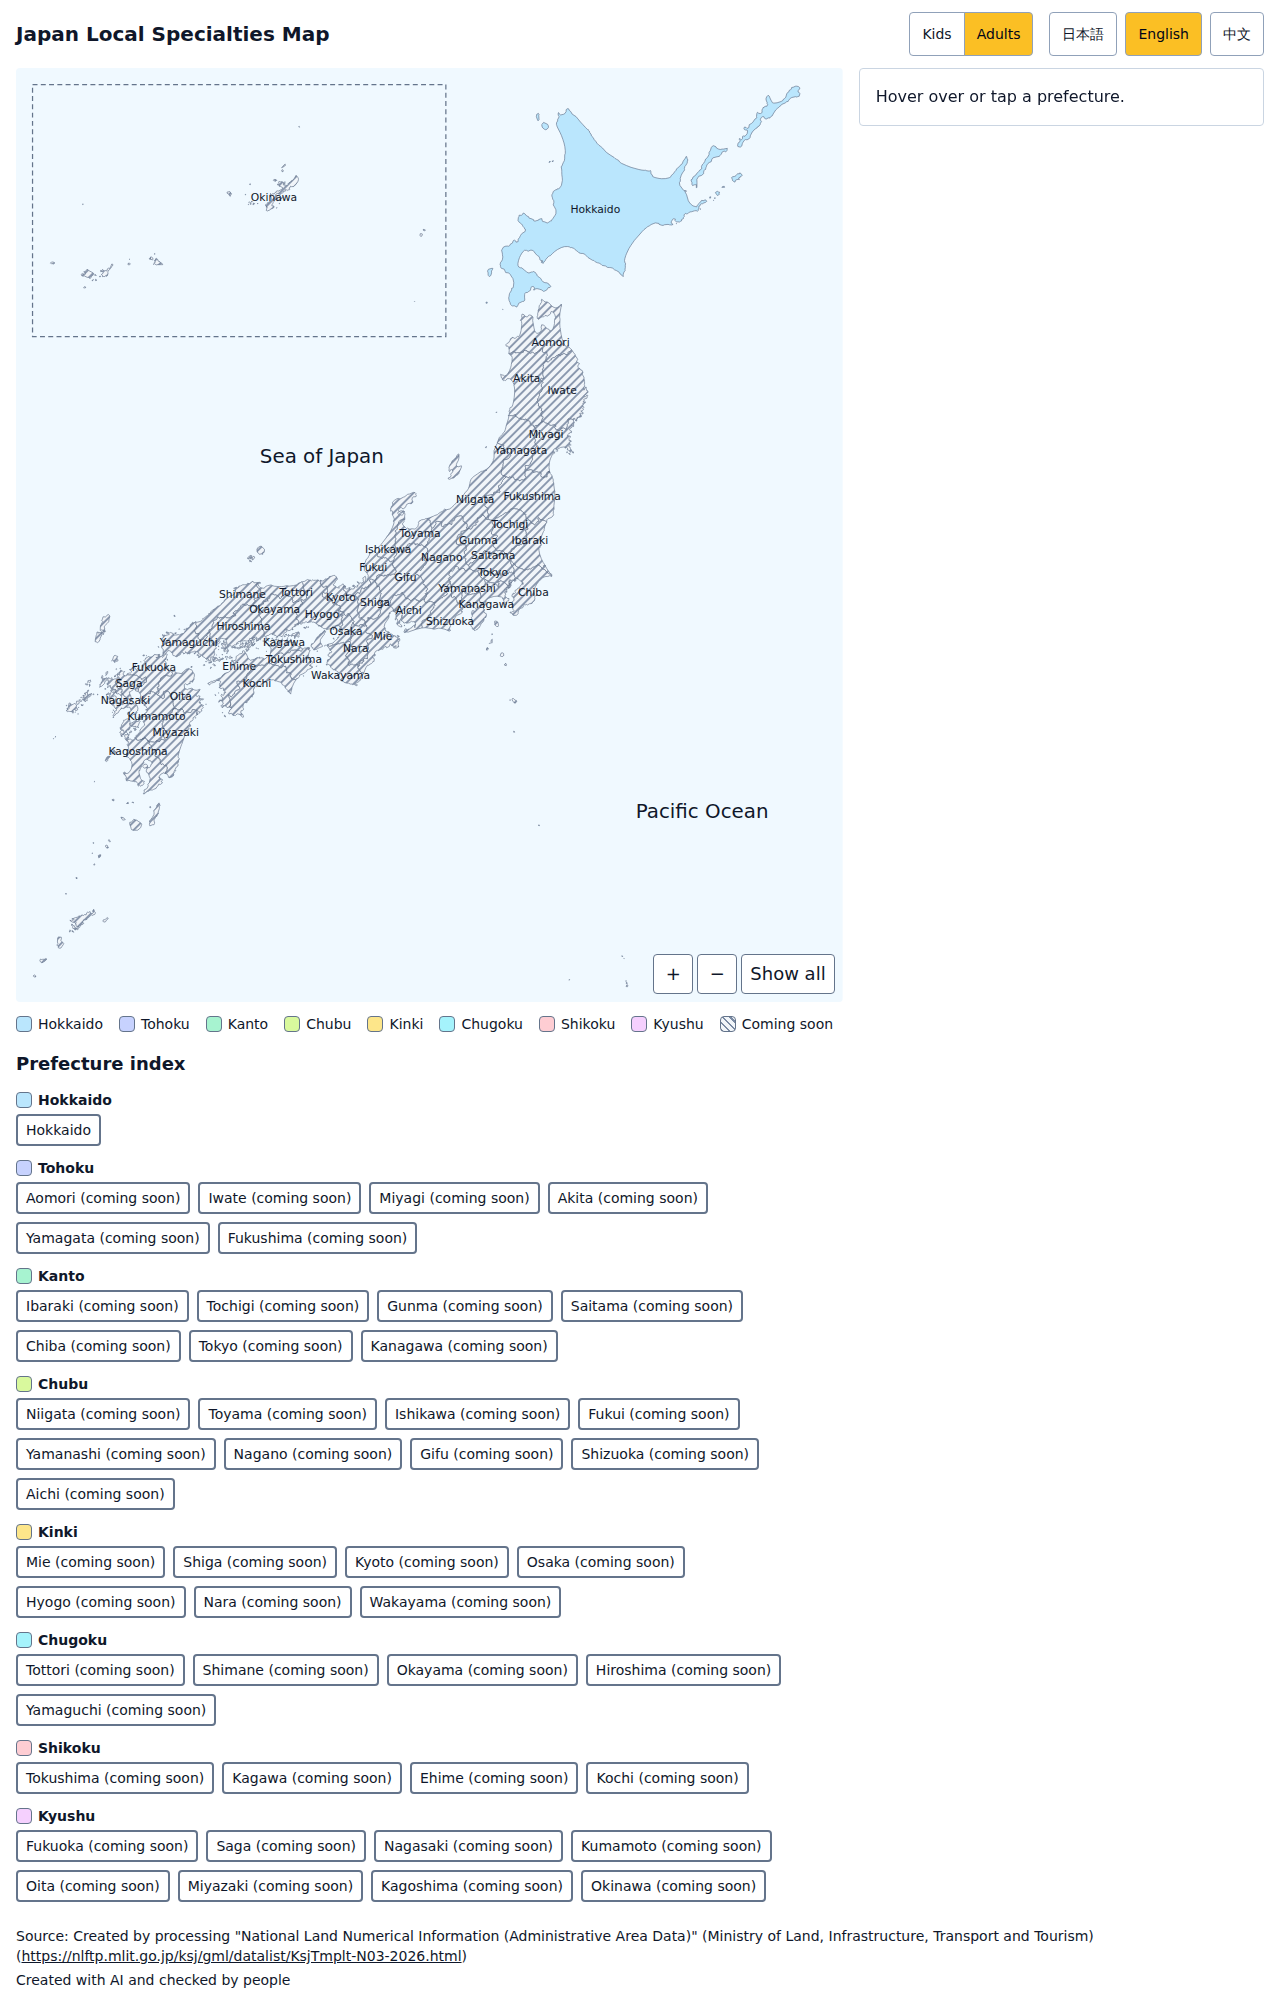 Japan Local Specialties Map
Kids Adults 日本語 English 中文
Hover over or tap a prefecture.
Okinawa
Hokkaido
Aomori
Akita
Iwate
Miyagi
Yamagata
Sea of Japan
Niigata
Fukushima
Tochigi
Toyama
Gunma
Ibaraki
Ishikawa
Nagano
Saitama
Fukui
Tokyo
Gifu
Yamanashi
Chiba
Shimane
Tottori
Kyoto
Shiga
Kanagawa
Okayama
Hyogo
Aichi
Shizuoka
Hiroshima
Osaka
Mie
Yamaguchi
Kagawa
Nara
Tokushima
Fukuoka
Ehime
Wakayama
Saga
Kochi
Nagasaki
Oita
Kumamoto
Miyazaki
Kagoshima
Pacific Ocean
+ − Show all
Hokkaido Tohoku Kanto Chubu Kinki Chugoku Shikoku Kyushu Coming soon
Prefecture index
Hokkaido
Hokkaido
Tohoku
Aomori (coming soon) Iwate (coming soon) Miyagi (coming soon) Akita (coming soon)
Yamagata (coming soon) Fukushima (coming soon)
Kanto
Ibaraki (coming soon) Tochigi (coming soon) Gunma (coming soon) Saitama (coming soon)
Chiba (coming soon) Tokyo (coming soon) Kanagawa (coming soon)
Chubu
Niigata (coming soon) Toyama (coming soon) Ishikawa (coming soon) Fukui (coming soon)
Yamanashi (coming soon) Nagano (coming soon) Gifu (coming soon) Shizuoka (coming soon)
Aichi (coming soon)
Kinki
Mie (coming soon) Shiga (coming soon) Kyoto (coming soon) Osaka (coming soon)
Hyogo (coming soon) Nara (coming soon) Wakayama (coming soon)
Chugoku
Tottori (coming soon) Shimane (coming soon) Okayama (coming soon) Hiroshima (coming soon)
Yamaguchi (coming soon)
Shikoku
Tokushima (coming soon) Kagawa (coming soon) Ehime (coming soon) Kochi (coming soon)
Kyushu
Fukuoka (coming soon) Saga (coming soon) Nagasaki (coming soon) Kumamoto (coming soon)
Oita (coming soon) Miyazaki (coming soon) Kagoshima (coming soon) Okinawa (coming soon)
Source: Created by processing "National Land Numerical Information (Administrative Area Data)" (Ministry of Land, Infrastructure, Transport and Tourism)
(https://nlftp.mlit.go.jp/ksj/gml/datalist/KsjTmplt-N03-2026.html)
Created with AI and checked by people